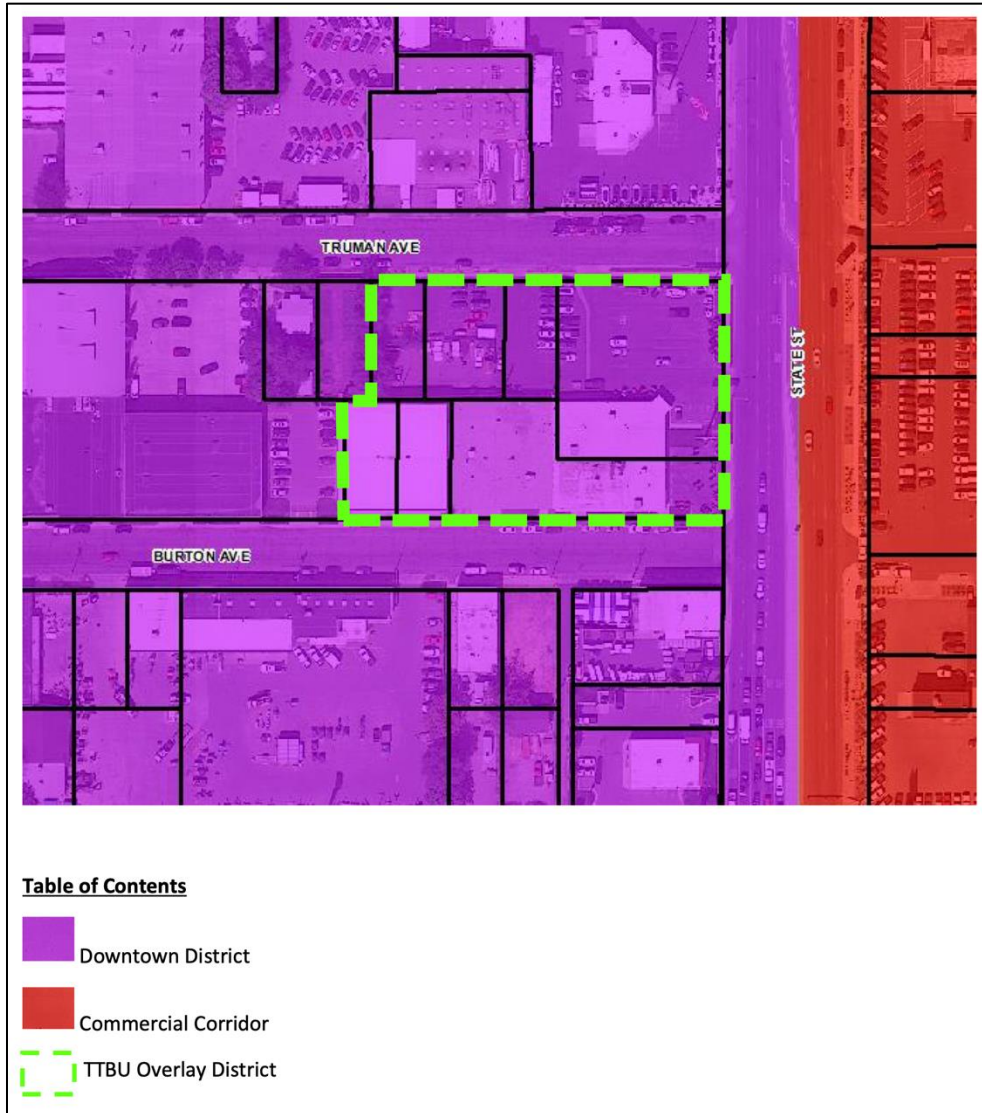 TRUMAN AVE
STATE ST
BURTON AVE
Table of Contents
Downtown District
Commercial Corridor
TTBU Overlay District